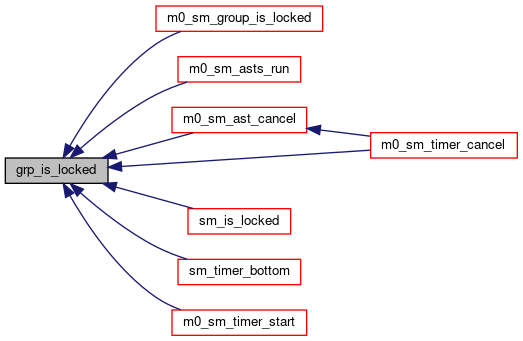 m0_sm_group_is_locked
m0_sm_asts_run
m0_sm_ast_cancel
m0_sm_timer_cancel
grp_is_locked
sm_is_locked
sm_timer_bottom
m0_sm_timer_start